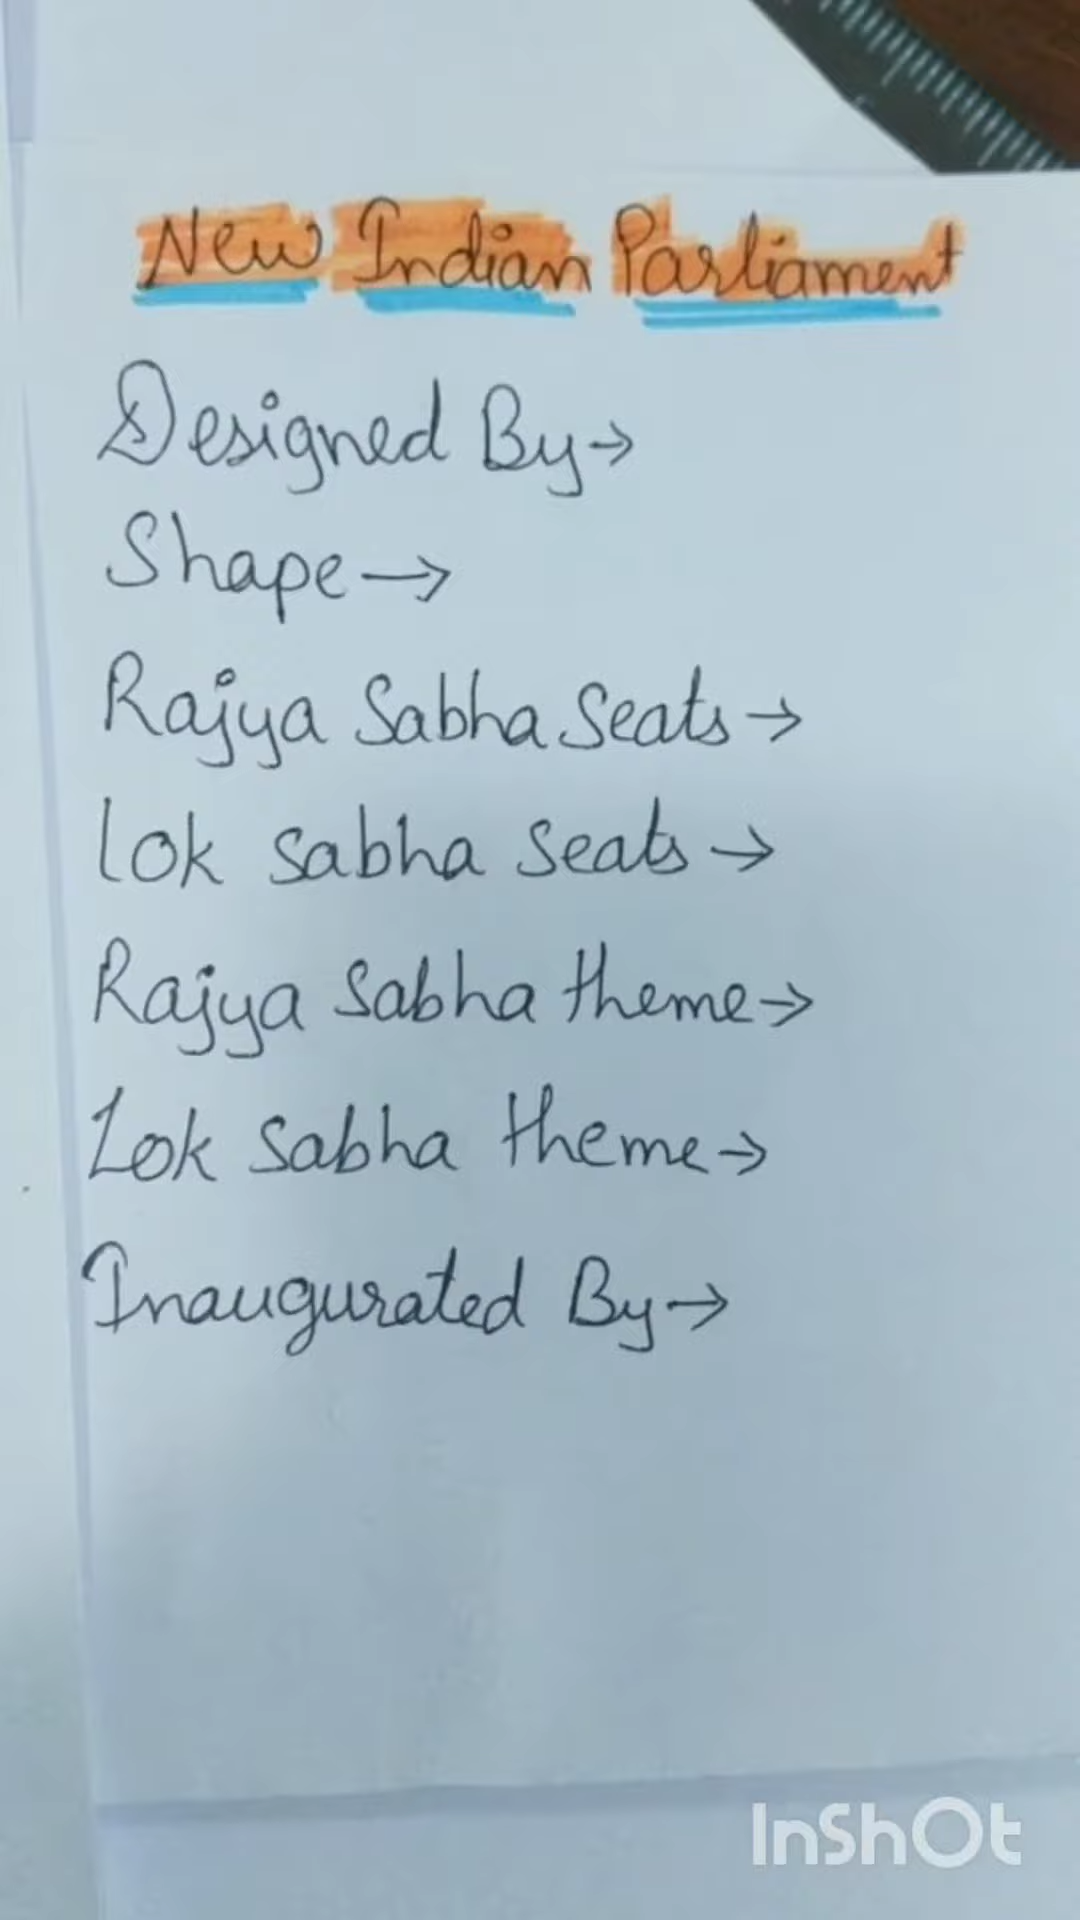 New Indian Parliament
Designed By→
Shape→
Rajya Sabha Seats→
Lok Sabha Seats→
Rajya Sabha theme→
Lok Sabha theme→
Inaugurated By→
InShOt